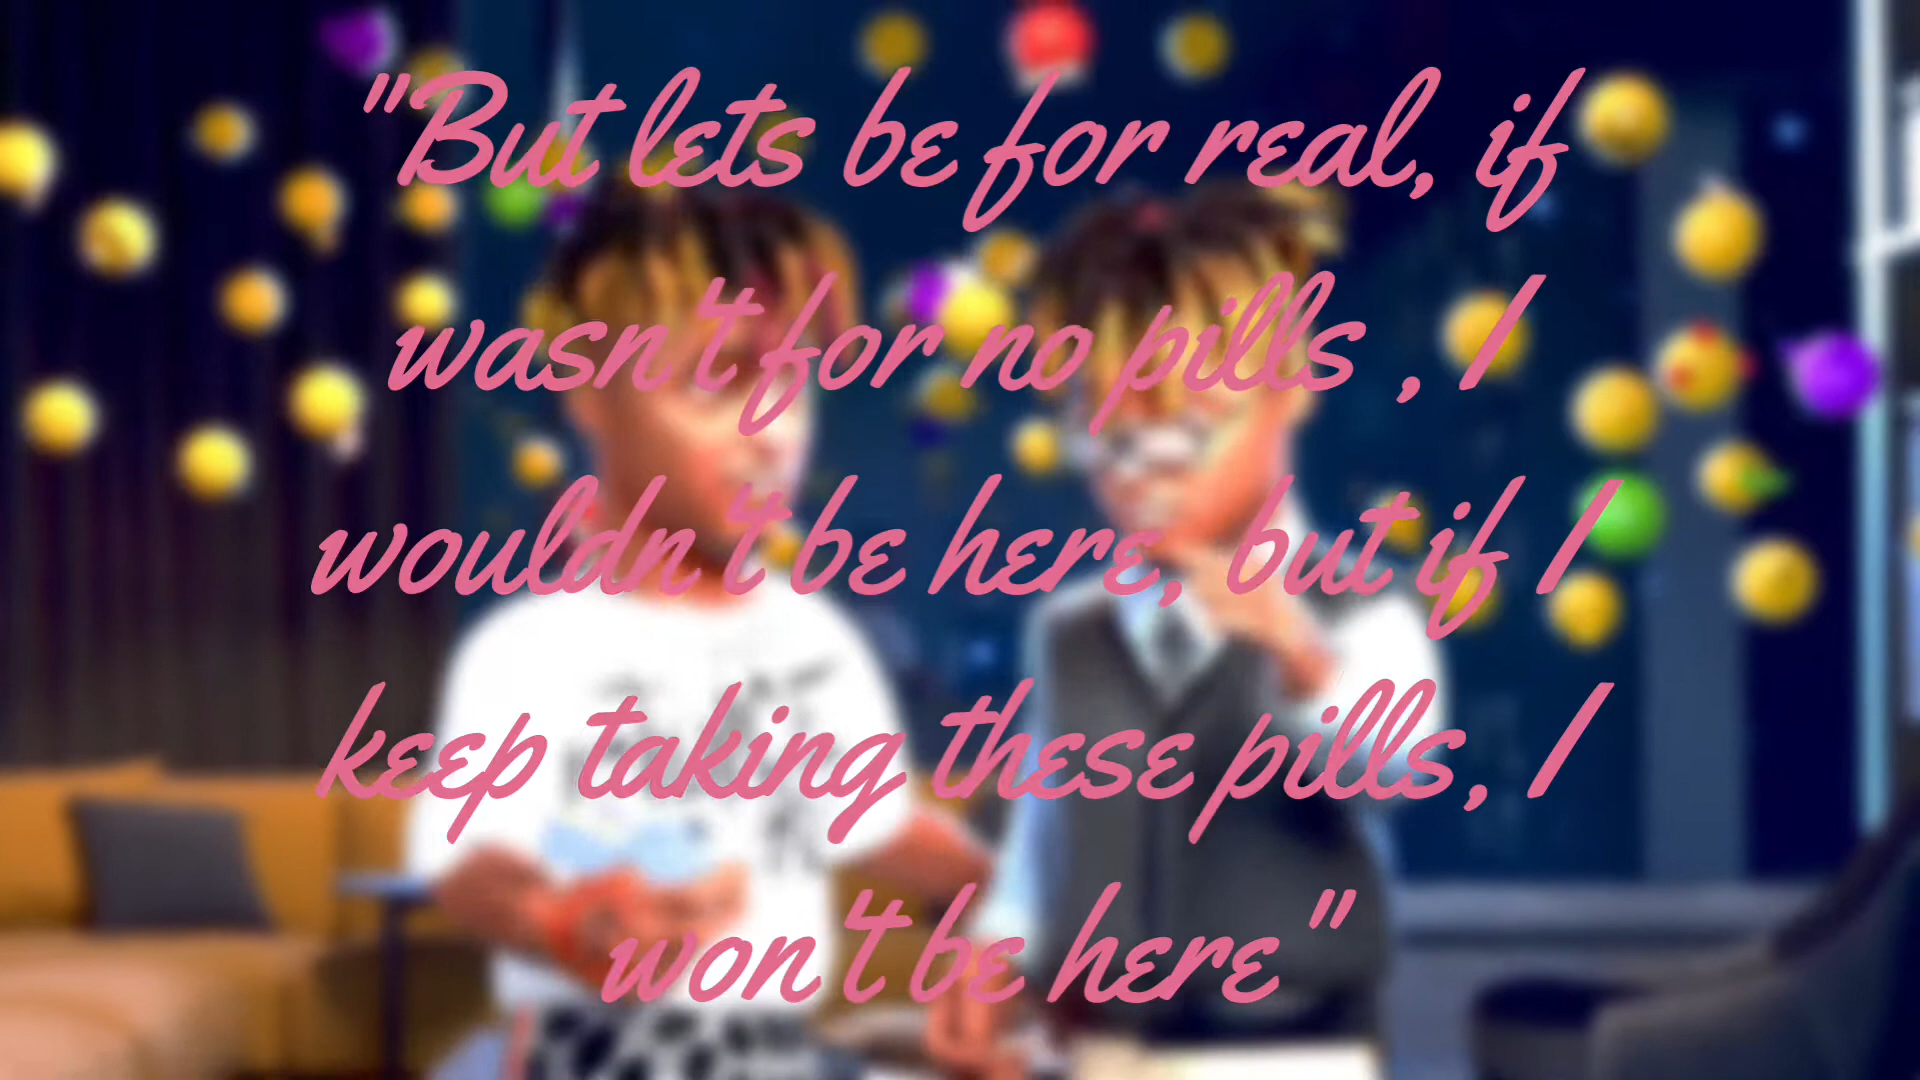 "But lets be for real, if
wasn't for no pills , I
wouldn't be here, but if I
keep taking these pills, I
won't be here"